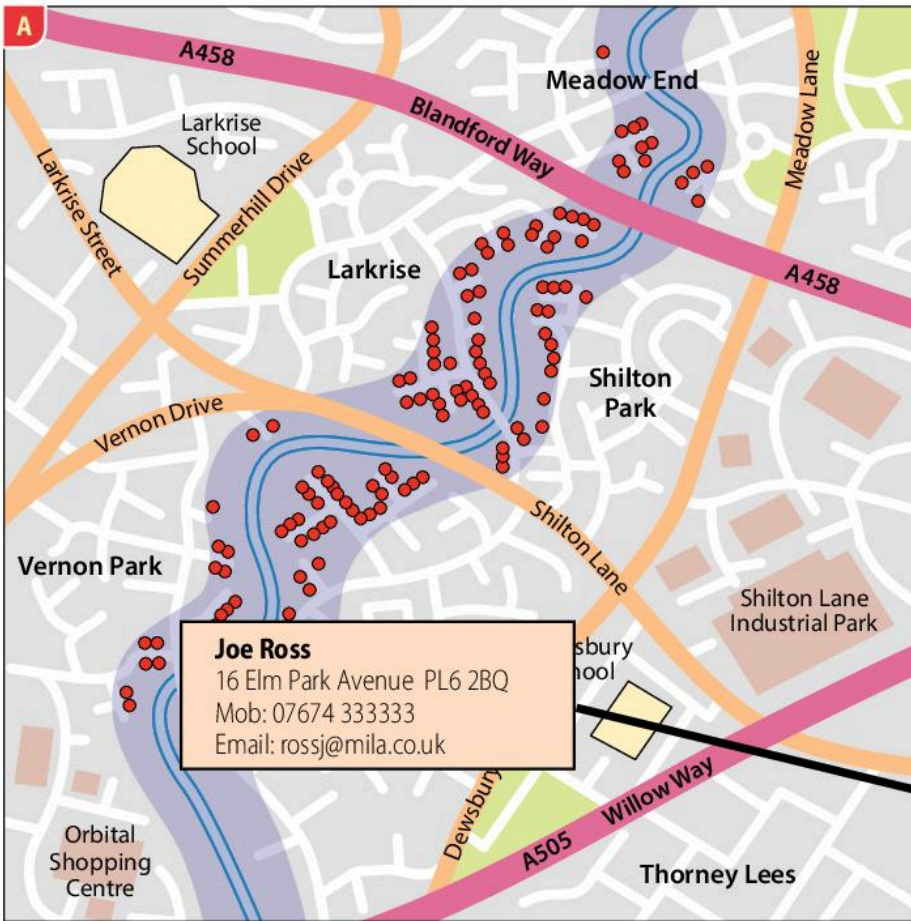 A
A458
Blandford Way
Meadow End
Meadow Lane
Larkrise
School
Larkrise Street
Summerhill Drive
Larkrise
A458
Shilton
Park
Vernon Drive
Shilton Lane
Vernon Park
Shilton Lane
Industrial Park
Joe Ross
16 Elm Park Avenue PL6 2BQ
Mob: 07674 333333
Email: rossj@mila.co.uk
sbury
hool
Dewsbury
A505 Willow Way
Orbital
Shopping
Centre
Thorney Lees